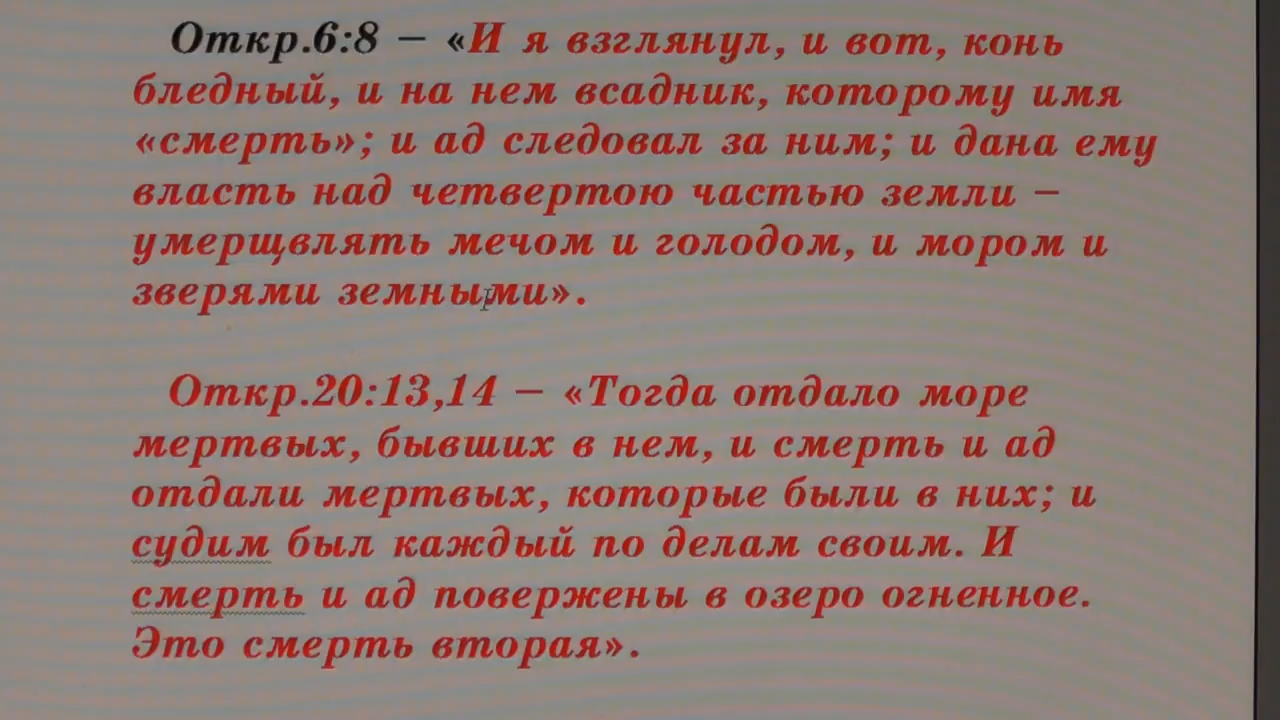 Откр.6:8 – «И я взглянул, и вот, конь
бледный, и на нем всадник, которому имя
«смерть»; и ад следовал за ним; и дана ему
власть над четвертою частью земли –
умерщвлять мечом и голодом, и мором и
зверями земными».
Откр.20:13,14 – «Тогда отдало море
мертвых, бывших в нем, и смерть и ад
отдали мертвых, которые были в них; и
судим был каждый по делам своим. И
смерть и ад повержены в озеро огненное.
Это смерть вторая».